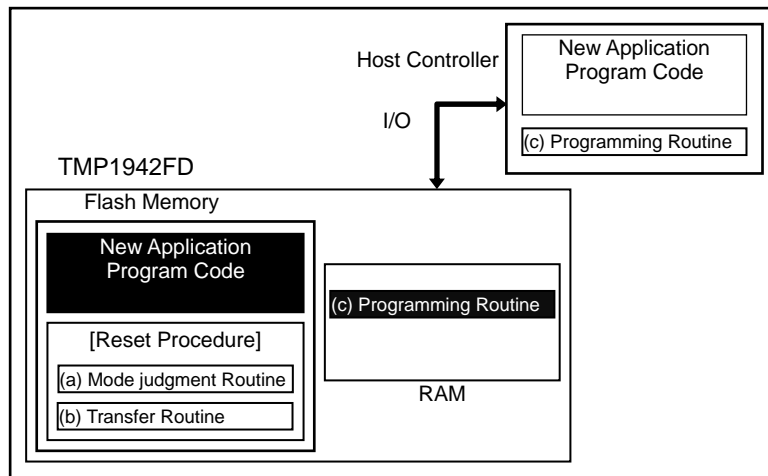 Host Controller
New Application
Program Code
(c) Programming Routine
I/O
TMP1942FD
Flash Memory
New Application
Program Code
[Reset Procedure]
(a) Mode judgment Routine
(b) Transfer Routine
(c) Programming Routine
RAM